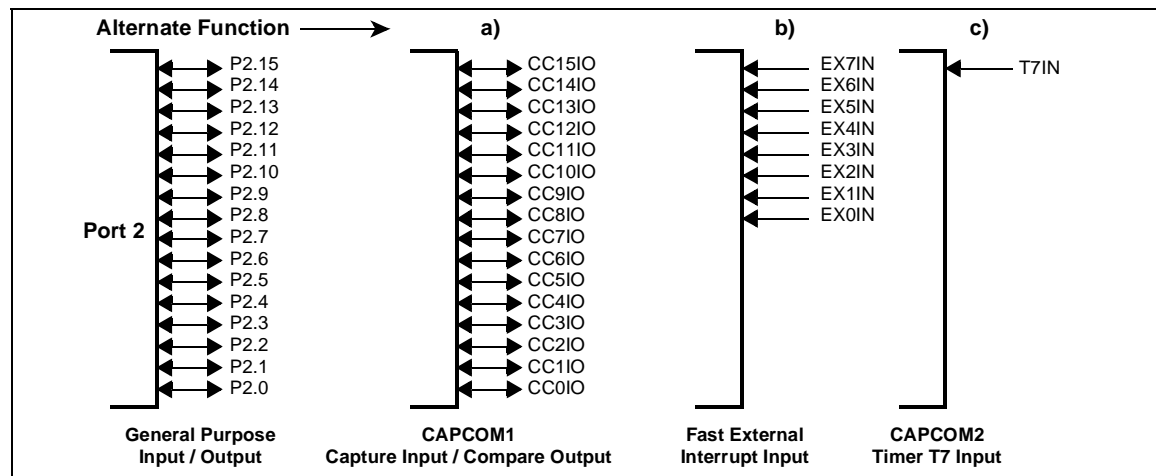 Alternate Function a) b) c)
P2.15 CC15IO EX7IN T7IN
P2.14 CC14IO EX6IN
P2.13 CC13IO EX5IN
P2.12 CC12IO EX4IN
P2.11 CC11IO EX3IN
P2.10 CC10IO EX2IN
P2.9 CC9IO EX1IN
P2.8 CC8IO EX0IN
Port 2 P2.7 CC7IO
P2.6 CC6IO
P2.5 CC5IO
P2.4 CC4IO
P2.3 CC3IO
P2.2 CC2IO
P2.1 CC1IO
P2.0 CC0IO
General Purpose CAPCOM1 Fast External CAPCOM2
Input / Output Capture Input / Compare Output Interrupt Input Timer T7 Input